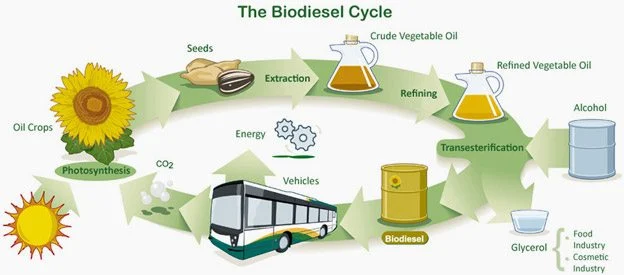 The Biodiesel Cycle
Seeds
Crude Vegetable Oil
Extraction
Refined Vegetable Oil
Refining
Oil Crops
Alcohol
Energy
Transesterification
Photosynthesis
CO2
Vehicles
Biodiesel
Glycerol
Food
Industry
Cosmetic
Industry